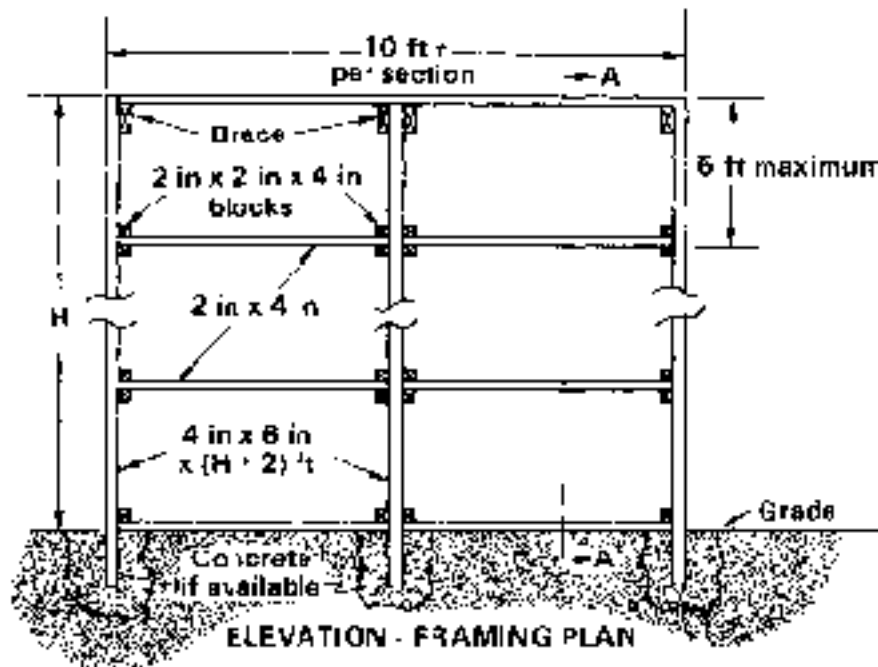 10 ft
per section
A
Brace
6 ft maximum
2 in x 2 in x 4 in
blocks
H
2 in x 4 in
4 in x 6 in
x (H + 2) ft
Grade
Concrete
if available
A
ELEVATION - FRAMING PLAN